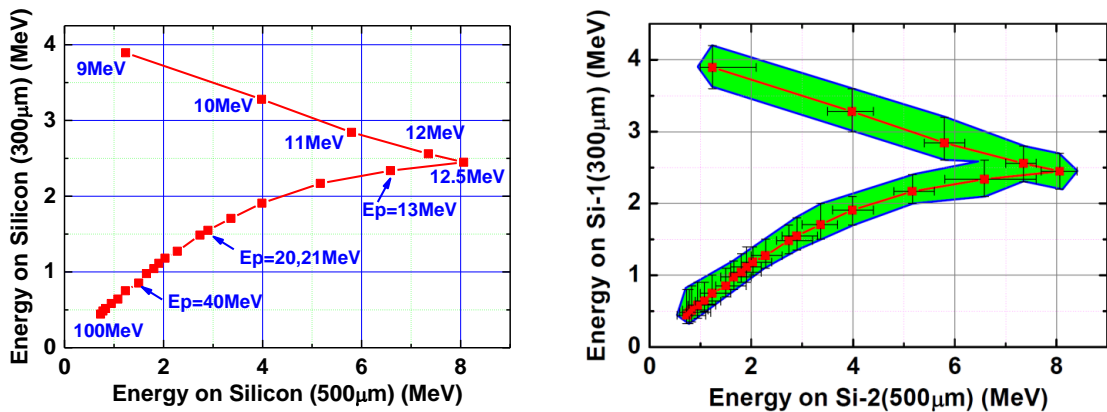 Energy on Silicon (300μm) (MeV)
4
3
2
1
0
9MeV
10MeV
11MeV
12MeV
12.5MeV
Ep=13MeV
Ep=20,21MeV
Ep=40MeV
100MeV
0 2 4 6 8
Energy on Silicon (500μm) (MeV)
Energy on Si-1(300μm) (MeV)
4
3
2
1
0
0 2 4 6 8
Energy on Si-2(500μm) (MeV)